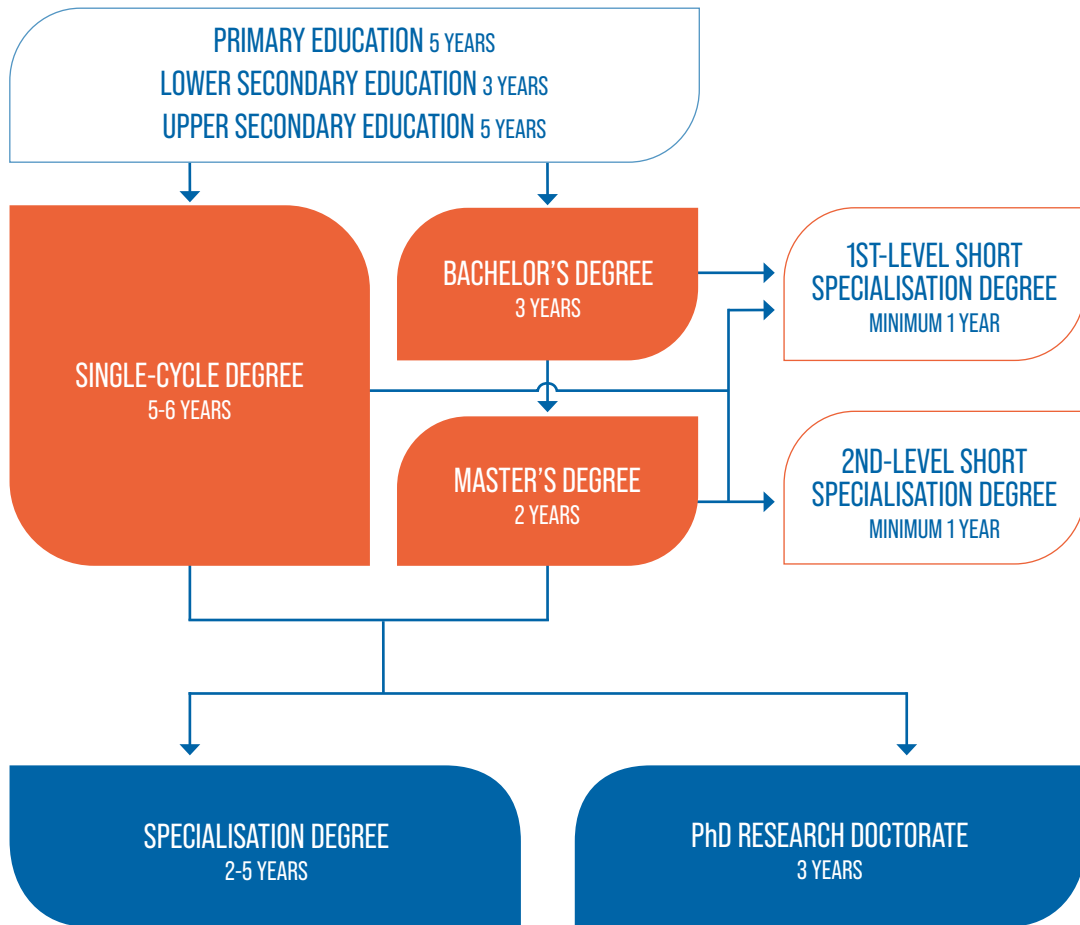 PRIMARY EDUCATION 5 YEARS
LOWER SECONDARY EDUCATION 3 YEARS
UPPER SECONDARY EDUCATION 5 YEARS
SINGLE-CYCLE DEGREE
5-6 YEARS
BACHELOR'S DEGREE
3 YEARS
MASTER'S DEGREE
2 YEARS
1ST-LEVEL SHORT
SPECIALISATION DEGREE
MINIMUM 1 YEAR
2ND-LEVEL SHORT
SPECIALISATION DEGREE
MINIMUM 1 YEAR
SPECIALISATION DEGREE
2-5 YEARS
PhD RESEARCH DOCTORATE
3 YEARS